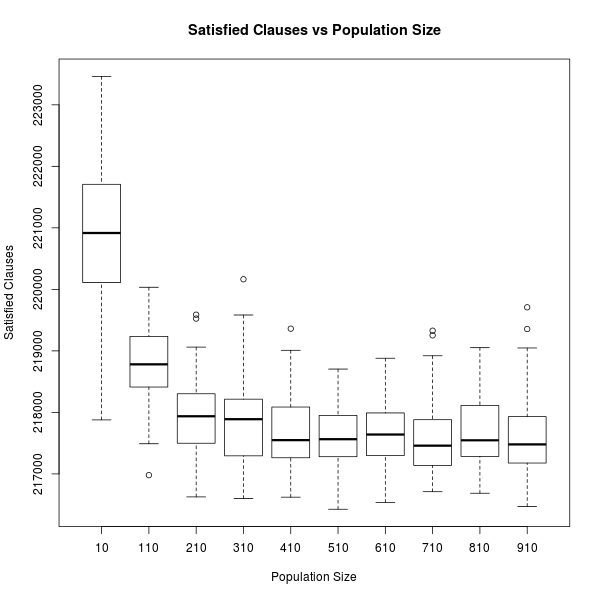 Satisfied Clauses vs Population Size
223000
222000
221000
220000
219000
218000
217000
Satisfied Clauses
10 110 210 310 410 510 610 710 810 910
Population Size